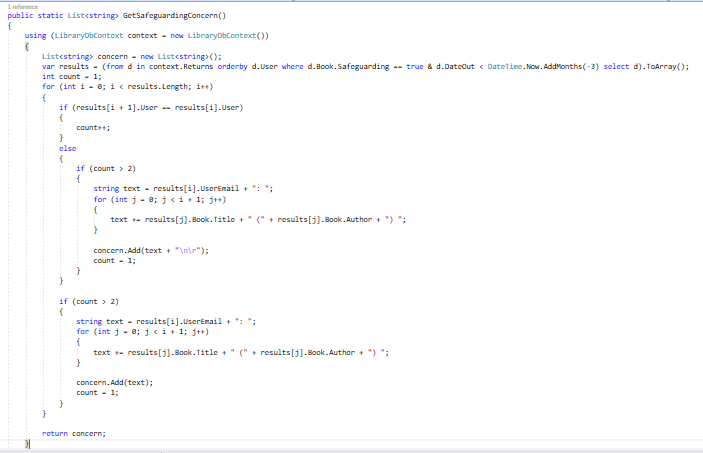 1 reference
public static List<string> GetSafeguardingConcern()
{
using (LibraryDbContext context = new LibraryDbContext())
{
List<string> concern = new List<string>();
var results = (from d in context.Returns orderby d.User where d.Book.Safeguarding == true & d.DateOut < DateTime.Now.AddMonths(-3) select d).ToArray();
int count = 1;
for (int i = 0; i < results.Length; i++)
{
if (results[i + 1].User == results[i].User)
{
count++;
}
else
{
if (count > 2)
{
string text = results[i].UserEmail + ": ";
for (int j = 0; j < i + 1; j++)
{
text += results[j].Book.Title + " (" + results[j].Book.Author + ") ";
}
concern.Add(text + "\n\r");
count = 1;
}
}
if (count > 2)
{
string text = results[i].UserEmail + ": ";
for (int j = 0; j < i + 1; j++)
{
text += results[j].Book.Title + " (" + results[j].Book.Author + ") ";
}
concern.Add(text);
count = 1;
}
}
return concern;
}